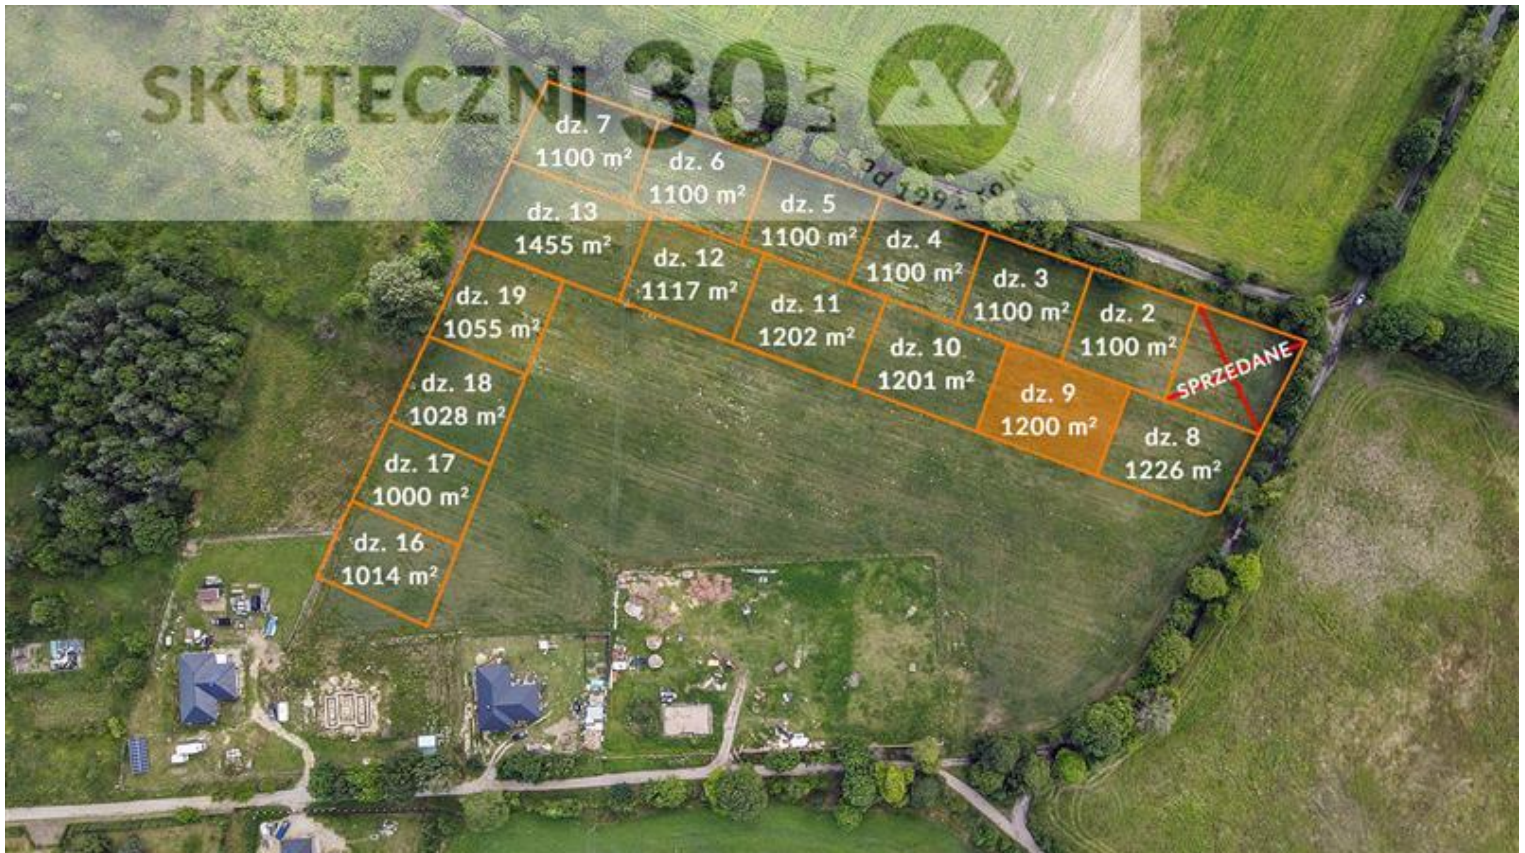 SKUTECZNI 30 LAT
dz. 7
1100 m²
dz. 6
1100 m²
dz. 5
1100 m²
dz. 4
1100 m²
dz. 3
1100 m²
dz. 2
1100 m²
SPRZEDANE
dz. 13
1455 m²
dz. 12
1117 m²
dz. 11
1202 m²
dz. 10
1201 m²
dz. 9
1200 m²
dz. 8
1226 m²
dz. 19
1055 m²
dz. 18
1028 m²
dz. 17
1000 m²
dz. 16
1014 m²